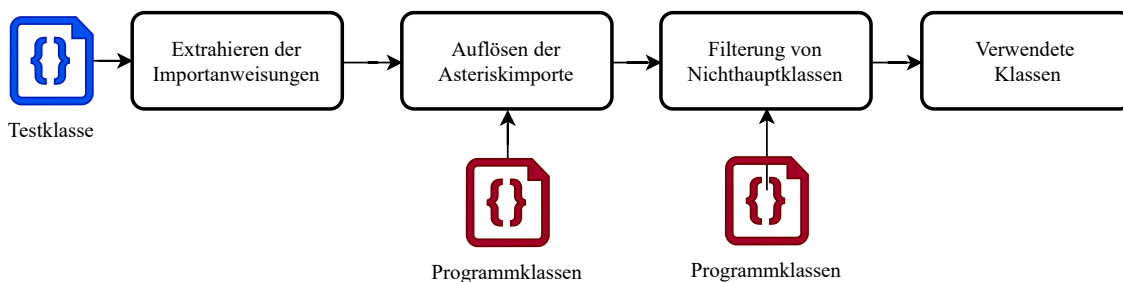 Extrahieren der
Importanweisungen
Auflösen der
Asteriskimporte
Filterung von
Nichthauptklassen
Verwendete
Klassen
{}
Testklasse
{}
Programmklassen
{}
Programmklassen